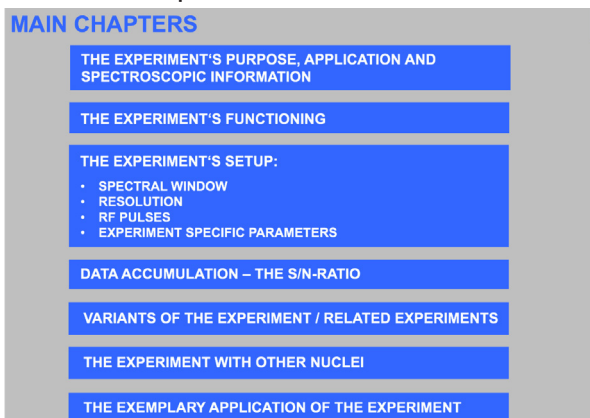 MAIN CHAPTERS
THE EXPERIMENT‘S PURPOSE, APPLICATION AND
SPECTROSCOPIC INFORMATION
THE EXPERIMENT‘S FUNCTIONING
THE EXPERIMENT‘S SETUP:
• SPECTRAL WINDOW
• RESOLUTION
• RF PULSES
• EXPERIMENT SPECIFIC PARAMETERS
DATA ACCUMULATION – THE S/N-RATIO
VARIANTS OF THE EXPERIMENT / RELATED EXPERIMENTS
THE EXPERIMENT WITH OTHER NUCLEI
THE EXEMPLARY APPLICATION OF THE EXPERIMENT